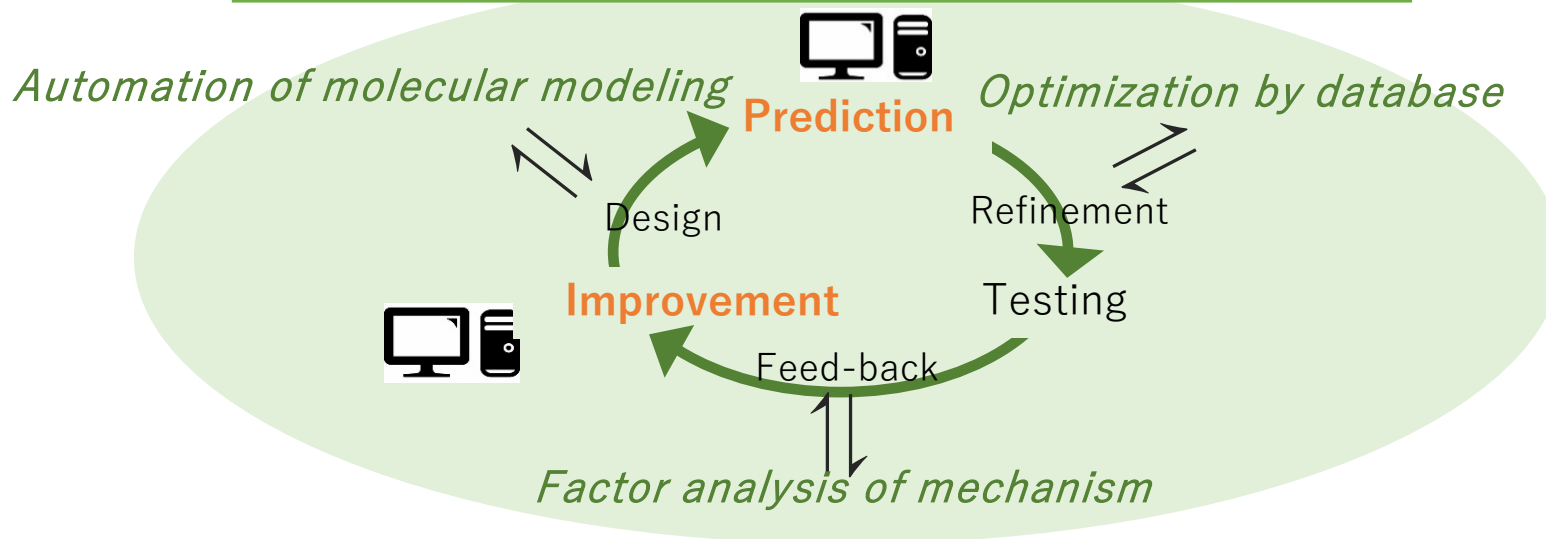 Automation of molecular modeling
Optimization by database
Prediction
Design
Refinement
Improvement
Testing
Feed-back
Factor analysis of mechanism